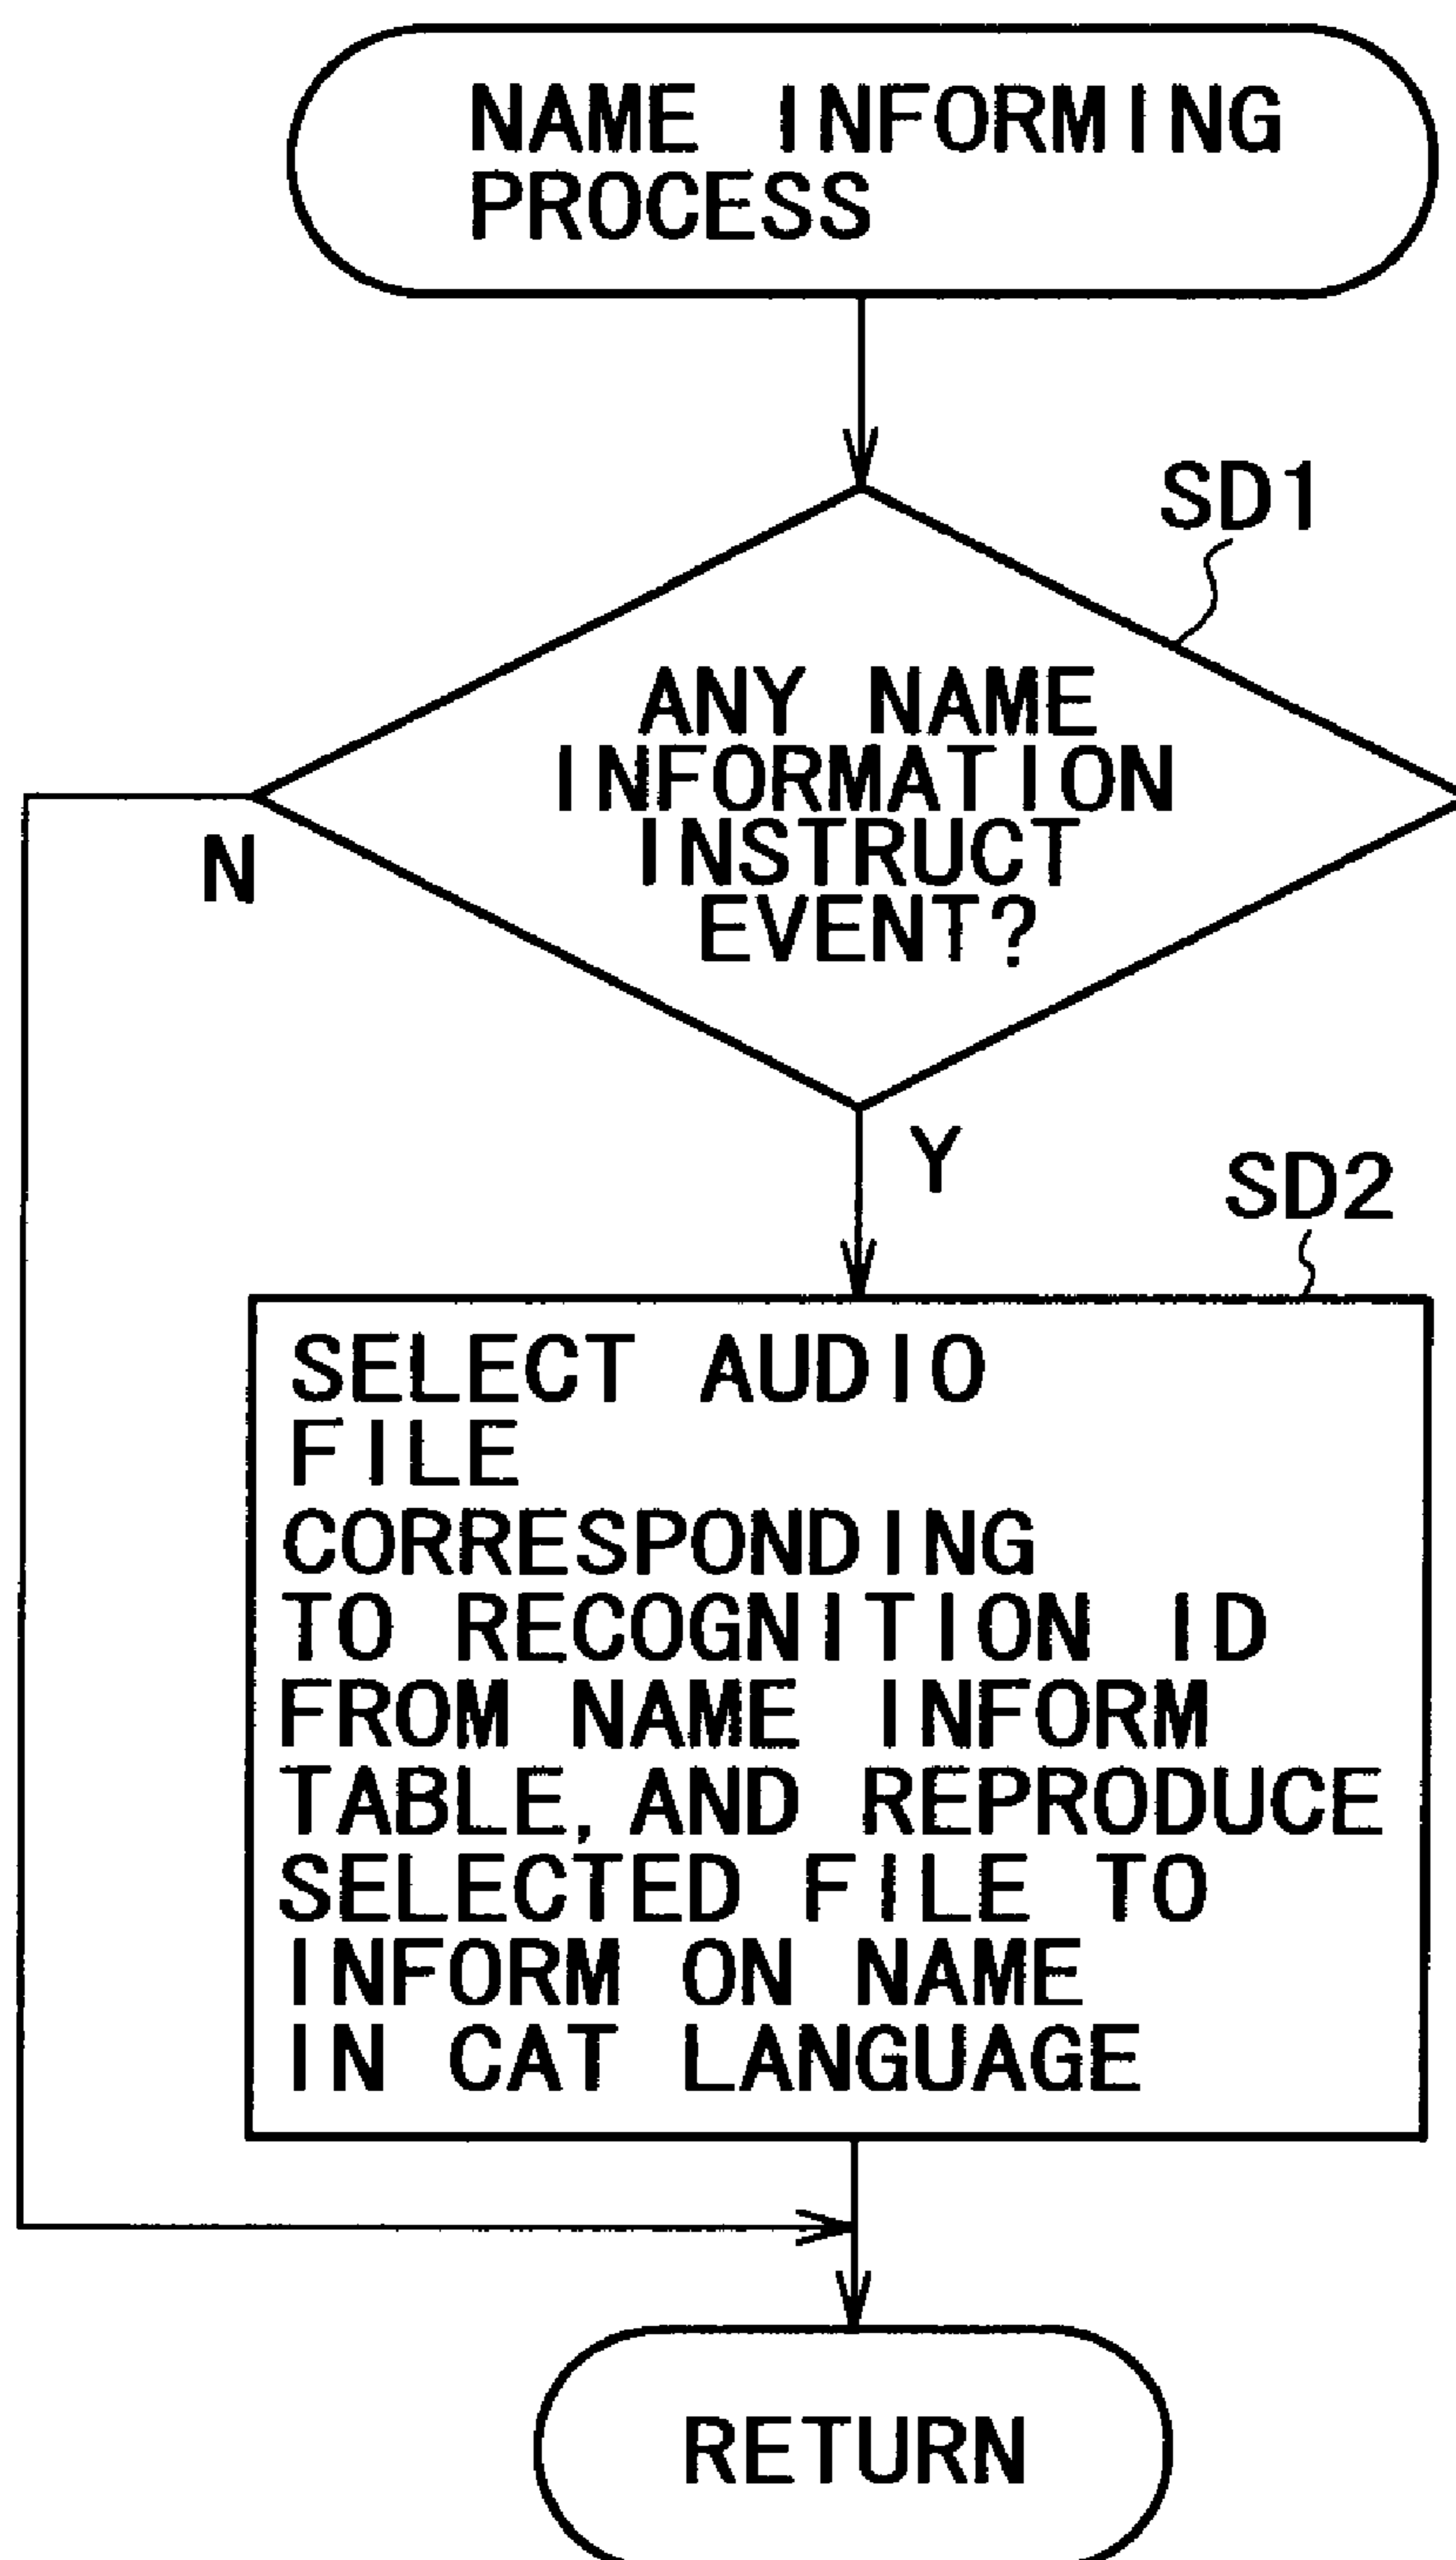 NAME INFORMING
PROCESS
SD1
ANY NAME
INFORMATION
INSTRUCT
EVENT?
N
Y
SD2
SELECT AUDIO
FILE
CORRESPONDING
TO RECOGNITION ID
FROM NAME INFORM
TABLE, AND REPRODUCE
SELECTED FILE TO
INFORM ON NAME
IN CAT LANGUAGE
RETURN